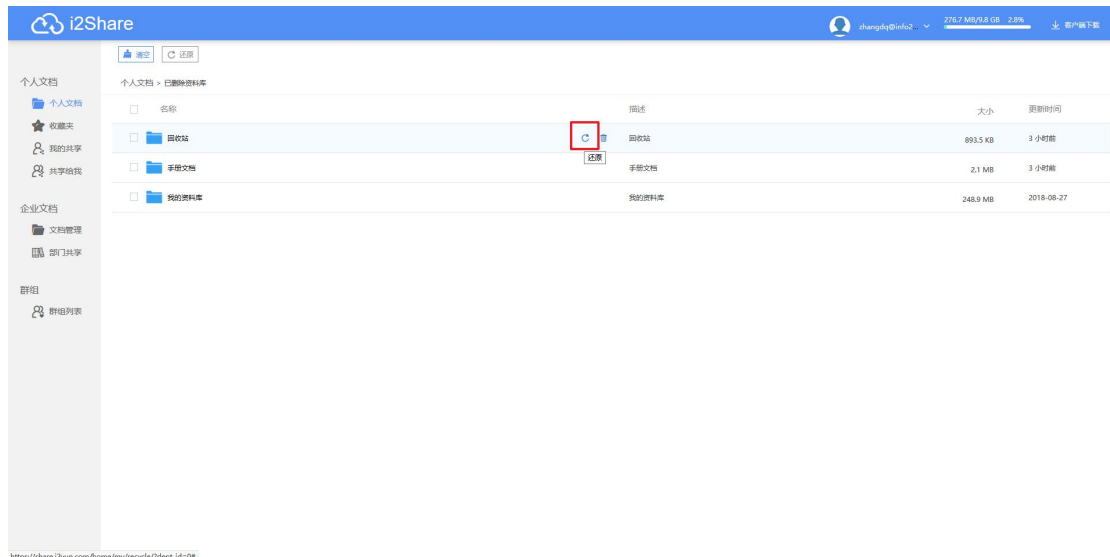 i2Share
zhangdq@info2...
276.7 MB/9.8 GB 2.8%
客户端下载
清空 还原
个人文档
个人文档
收藏夹
我的共享
共享给我
企业文档
文档管理
部门共享
群组
群组列表
个人文档 > 已删除资料库
名称 描述 大小 更新时间
回收站 回收站 893.5 KB 3 小时前
还原
手册文档 手册文档 2.1 MB 3 小时前
我的资料库 我的资料库 248.9 MB 2018-08-27